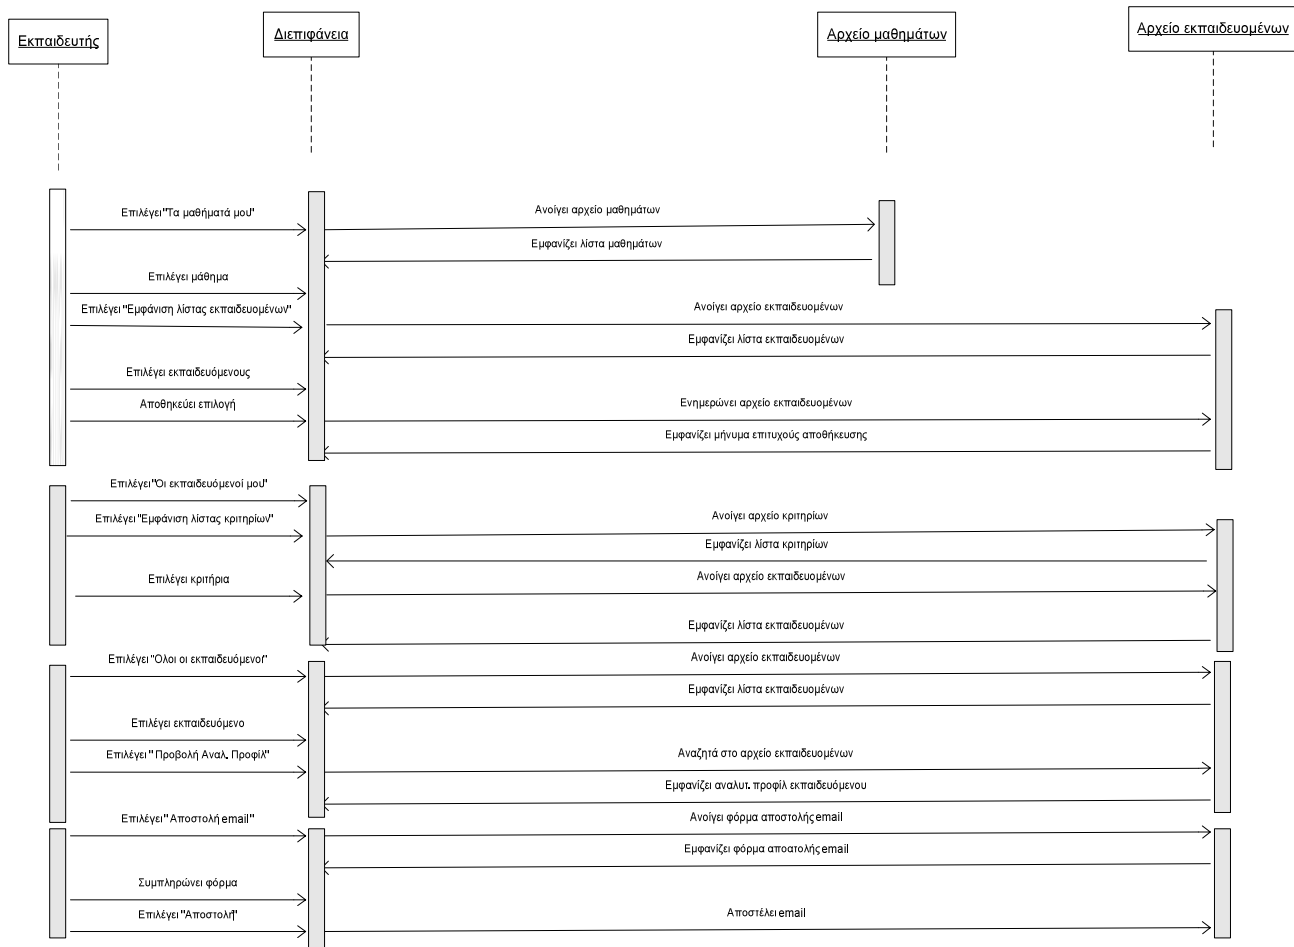 Εκπαιδευτής
Διεπιφάνεια
Αρχείο μαθημάτων
Αρχείο εκπαιδευομένων
Επιλέγει "Τα μαθήματά μου"
Ανοίγει αρχείο μαθημάτων
Εμφανίζει λίστα μαθημάτων
Επιλέγει μάθημα
Επιλέγει "Εμφάνιση λίστας εκπαιδευομένων"
Ανοίγει αρχείο εκπαιδευομένων
Εμφανίζει λίστα εκπαιδευομένων
Επιλέγει εκπαιδευόμενους
Αποθηκεύει επιλογή
Ενημερώνει αρχείο εκπαιδευομένων
Εμφανίζει μήνυμα επιτυχούς αποθήκευσης
Επιλέγει "Οι εκπαιδευόμενοί μου"
Επιλέγει "Εμφάνιση λίστας κριτηρίων"
Ανοίγει αρχείο κριτηρίων
Εμφανίζει λίστα κριτηρίων
Επιλέγει κριτήρια
Ανοίγει αρχείο εκπαιδευομένων
Εμφανίζει λίστα εκπαιδευομένων
Επιλέγει "Όλοι οι εκπαιδευόμενοι"
Ανοίγει αρχείο εκπαιδευομένων
Εμφανίζει λίστα εκπαιδευομένων
Επιλέγει εκπαιδευόμενο
Επιλέγει " Προβολή Αναλ. Προφίλ"
Αναζητά στο αρχείο εκπαιδευομένων
Εμφανίζει αναλυτ. προφίλ εκπαιδευόμενου
Επιλέγει " Αποστολή email"
Ανοίγει φόρμα αποστολής email
Εμφανίζει φόρμα αποατολής email
Συμπληρώνει φόρμα
Επιλέγει "Αποστολή"
Αποστέλει email